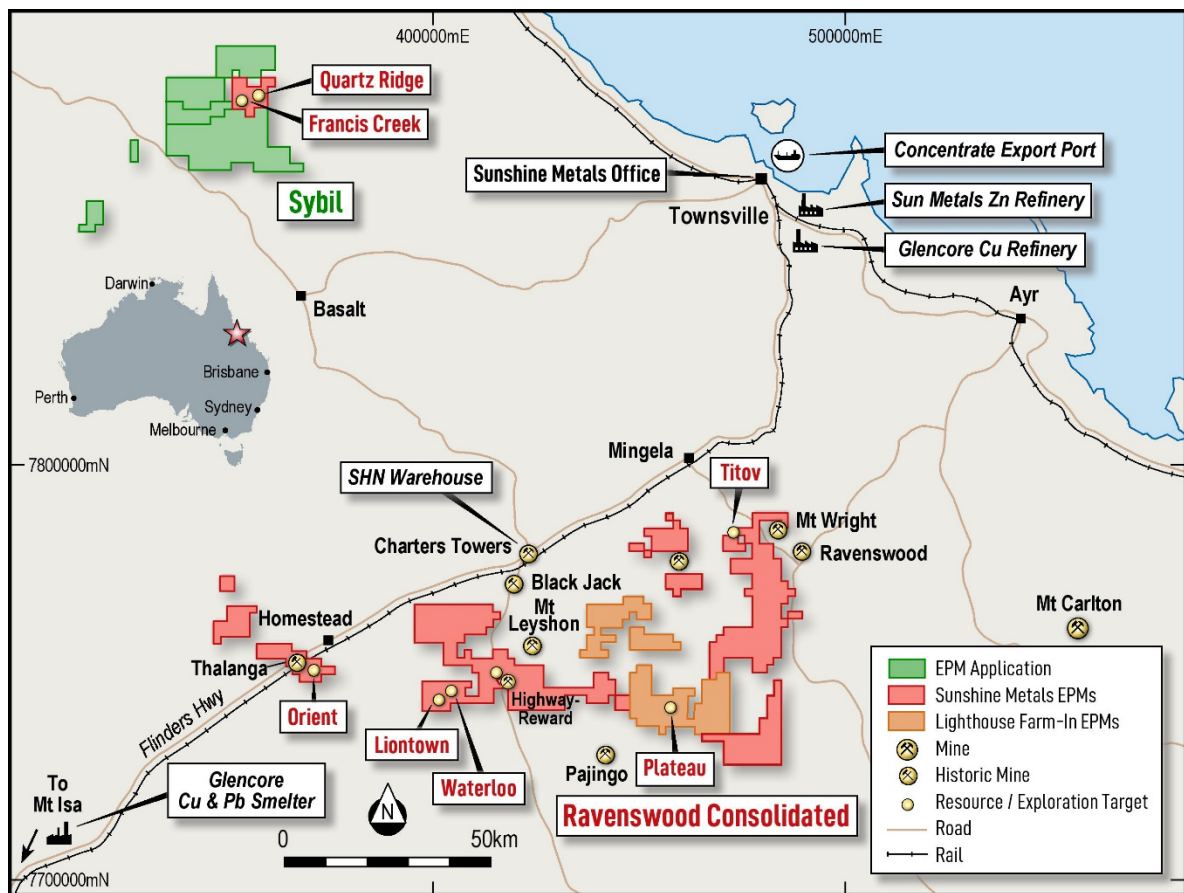 400000mE
500000mE
Quartz Ridge
Francis Creek
Sybil
Concentrate Export Port
Sunshine Metals Office
Sun Metals Zn Refinery
Townsville
Glencore Cu Refinery
Darwin
Basalt
Ayr
Brisbane
Perth
Sydney
Melbourne
7800000mN
Mingela
SHN Warehouse
Titov
Mt Wright
Charters Towers
Ravenswood
Black Jack
Mt
Leyshon
Homestead
Mt Carlton
Thalanga
Highway-
Reward
Orient
Flinders Hwy
Liontown
Waterloo
Pajingo
Plateau
Ravenswood Consolidated
To
Mt Isa
Glencore
Cu & Pb Smelter
N
0
50km
7700000mN
EPM Application
Sunshine Metals EPMs
Lighthouse Farm-In EPMs
Mine
Historic Mine
Resource / Exploration Target
Road
Rail